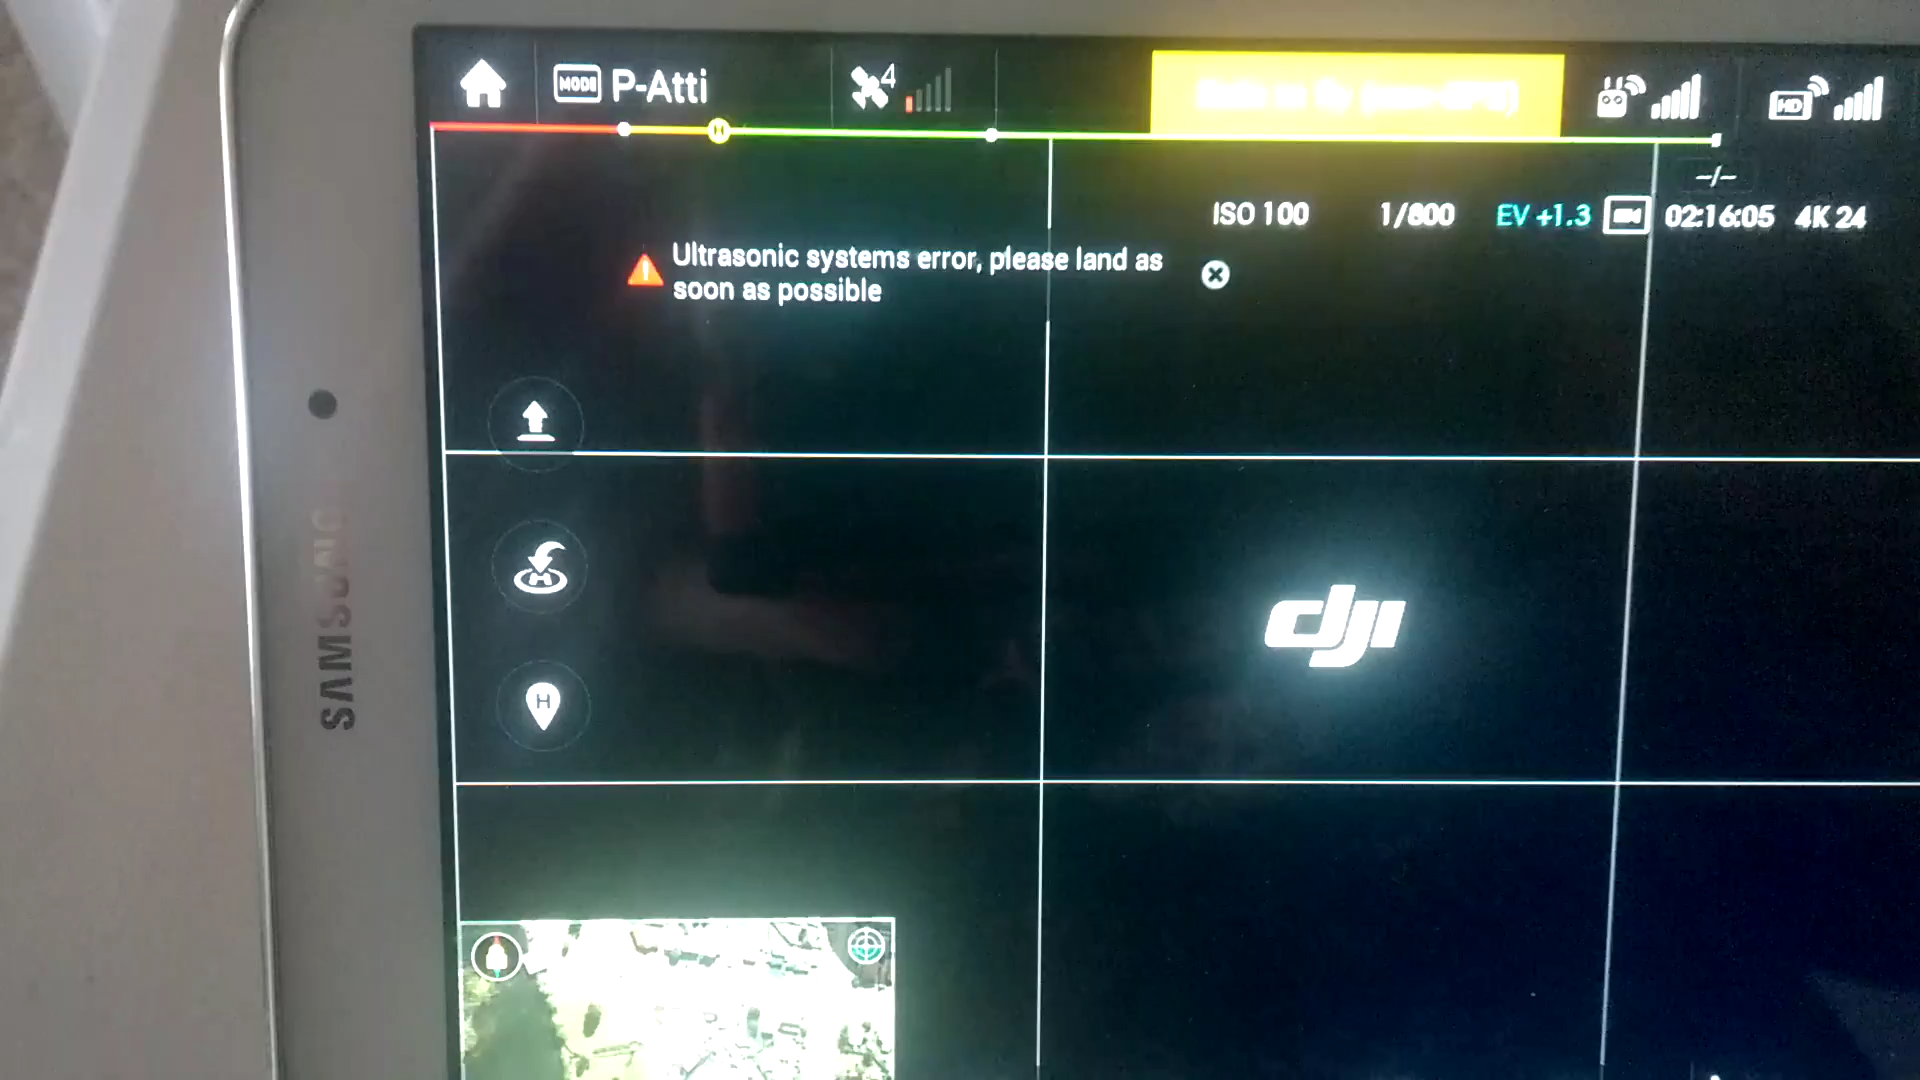 MODE P-Atti 4
HD
–/–
ISO 100 1/800 EV +1.3 02:16:05 4K 24
Ultrasonic systems error, please land as
soon as possible
H
H
dji
SAMSUNG